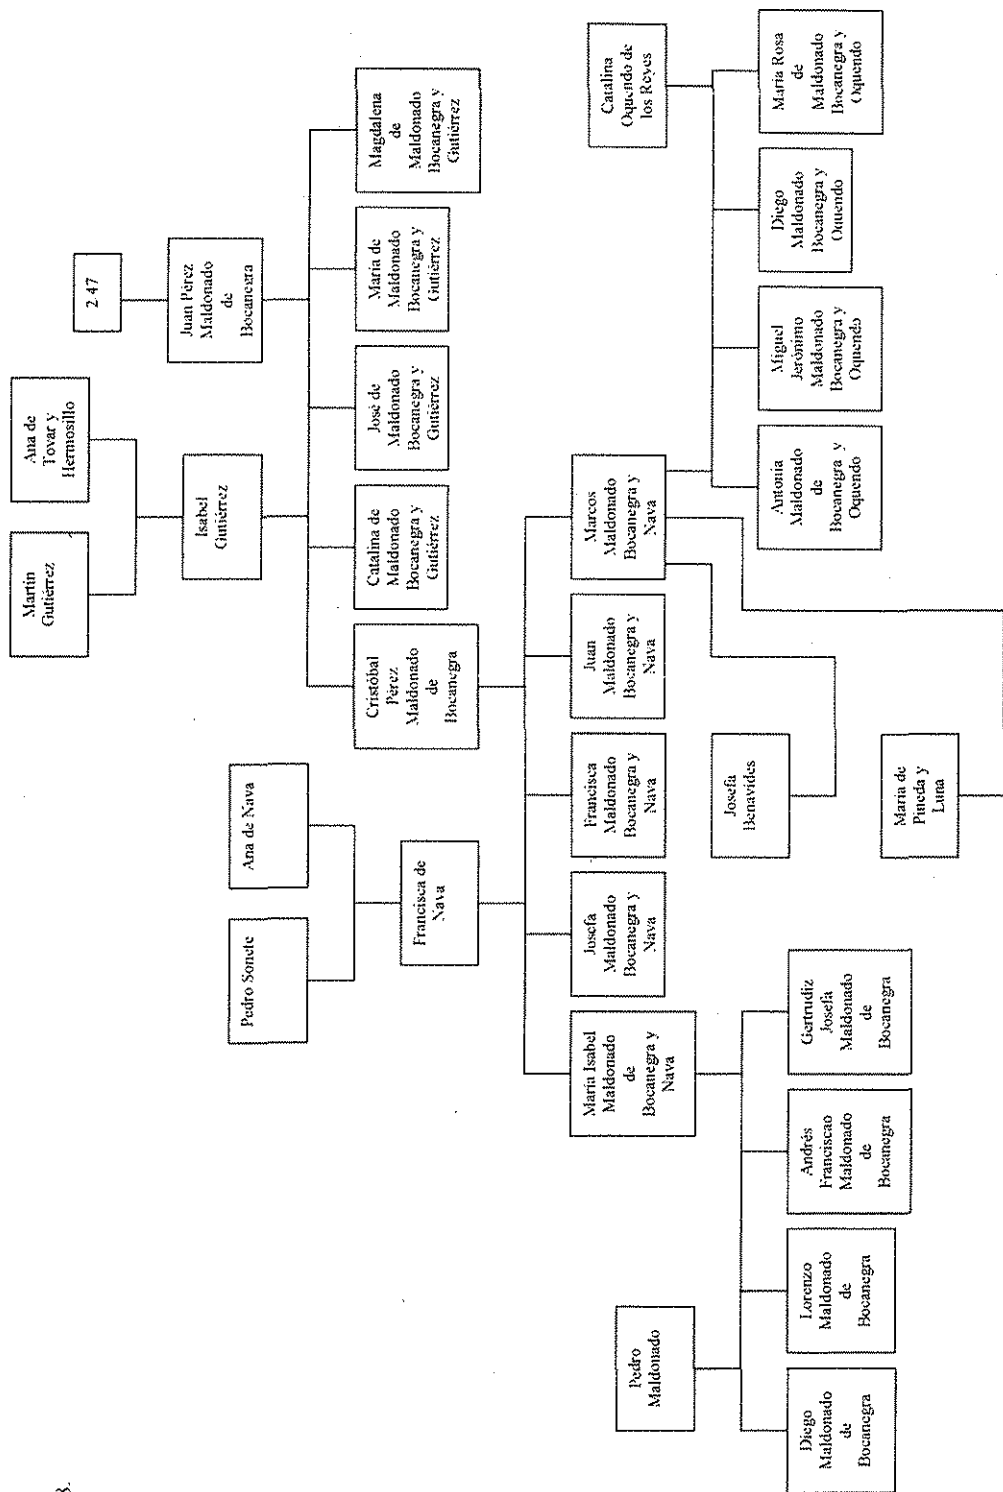 8.
Martín
Gutiérrez
Ana de
Tovar y
Hermosillo
2.47
Isabel
Gutiérrez
Juan Pérez
Maldonado
de
Bocanegra
Pedro Sonete
Ana de Nava
Francisca de
Nava
Cristóbal
Pérez
Maldonado
de
Bocanegra
Catalina de
Maldonado
Bocanegra y
Gutiérrez
José de
Maldonado
Bocanegra y
Gutiérrez
María de
Maldonado
Bocanegra y
Gutiérrez
Magdalena
de
Maldonado
Bocanegra y
Gutiérrez
María Isabel
Maldonado
de
Bocanegra y
Nava
Josefa
Maldonado
Bocanegra y
Nava
Francisca
Maldonado
Bocanegra y
Nava
Juan
Maldonado
Bocanegra y
Nava
Marcos
Maldonado
Bocanegra y
Nava
Catalina
Oquendo de
los Reyes
Pedro
Maldonado
Josefa
Benavides
Diego
Maldonado
de
Bocanegra
Lorenzo
Maldonado
de
Bocanegra
Andrés
Franciscao
Maldonado
de
Bocanegra
Gertrudiz
Josefa
Maldonado
de
Bocanegra
María de
Pineda y
Luna
Antonia
Maldonado
de
Bocanegra y
Oquendo
Miguel
Jerónimo
Maldonado
Bocanegra y
Oquendo
Diego
Maldonado
Bocanegra y
Oquendo
María Rosa
de
Maldonado
Bocanegra y
Oquendo